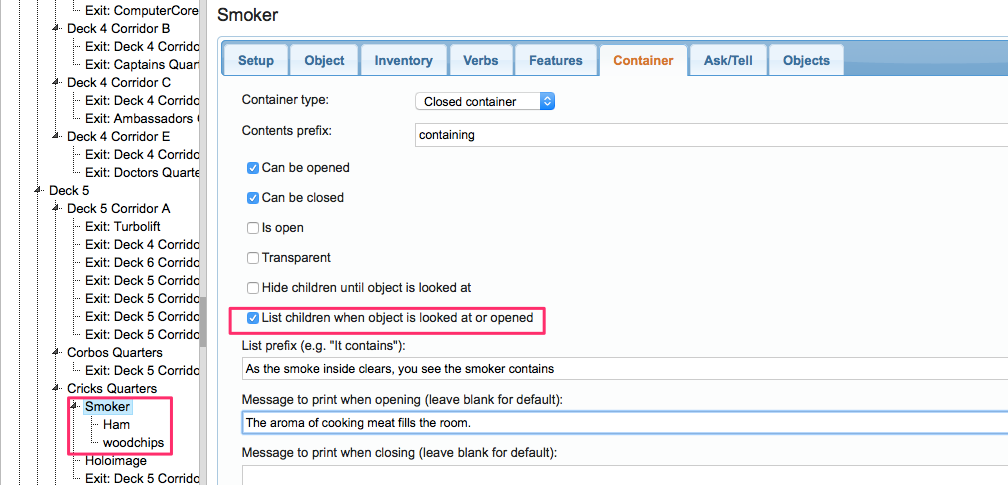 Exit: ComputerCore
Deck 4 Corridor B
Exit: Deck 4 Corrido
Exit: Captains Quart
Deck 4 Corridor C
Exit: Deck 4 Corrido
Exit: Ambassadors
Deck 4 Corridor E
Exit: Deck 4 Corrido
Exit: Doctors Quarte
Deck 5
Deck 5 Corridor A
Exit: Turbolift
Exit: Deck 4 Corrido
Exit: Deck 6 Corrido
Exit: Deck 5 Corrido
Exit: Deck 5 Corrido
Exit: Deck 5 Corrido
Exit: Deck 5 Corrido
Corbos Quarters
Exit: Deck 5 Corrido
Cricks Quarters
Smoker
Ham
woodchips
Holoimage
Exit: Deck 5 Corrido
Smoker
Setup Object Inventory Verbs Features Container Ask/Tell Objects
Container type: Closed container
Contents prefix: containing
Can be opened
Can be closed
Is open
Transparent
Hide children until object is looked at
List children when object is looked at or opened
List prefix (e.g. "It contains"):
As the smoke inside clears, you see the smoker contains
Message to print when opening (leave blank for default):
The aroma of cooking meat fills the room.
Message to print when closing (leave blank for default):